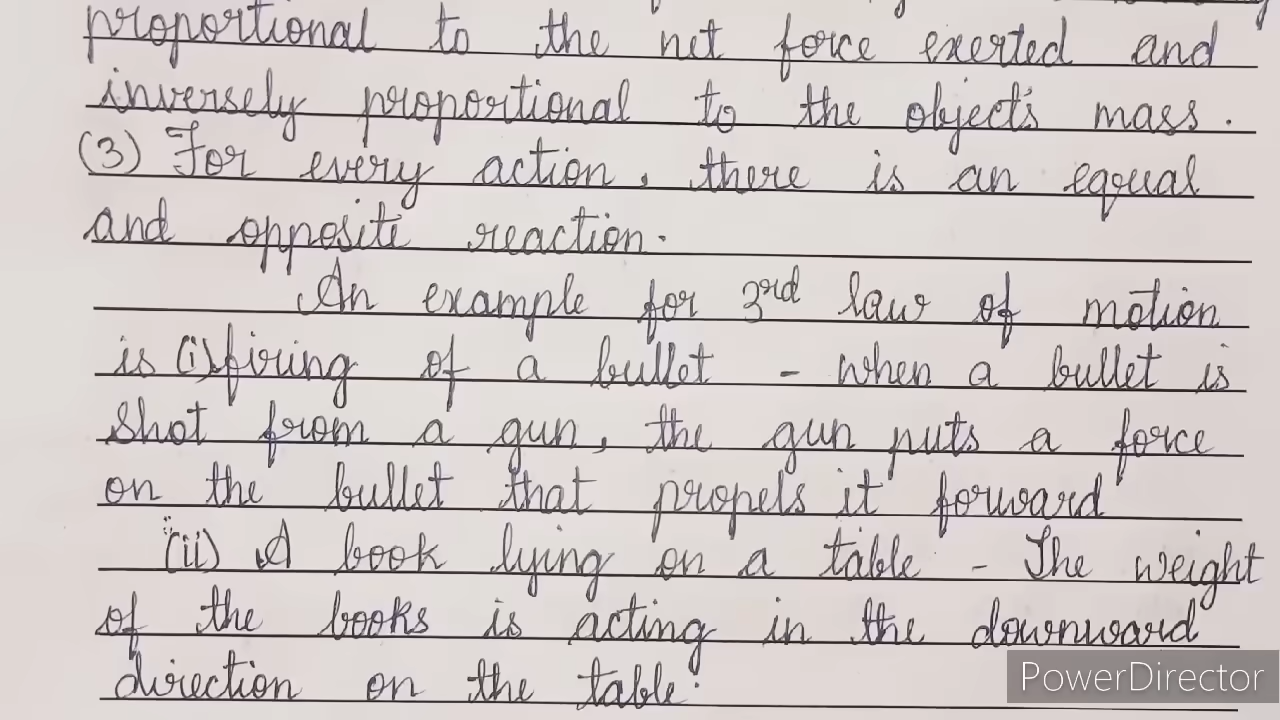 proportional to the net force exerted and
inversely proportional to the object's mass.
(3) For every action, there is an equal
and opposite reaction.
An example for 3rd law of motion
is (i) firing of a bullet - when a bullet is
shot from a gun, the gun puts a force
on the bullet that propels it forward
(ii) A book lying on a table - The weight
of the books is acting in the downward
direction on the table.
PowerDirector